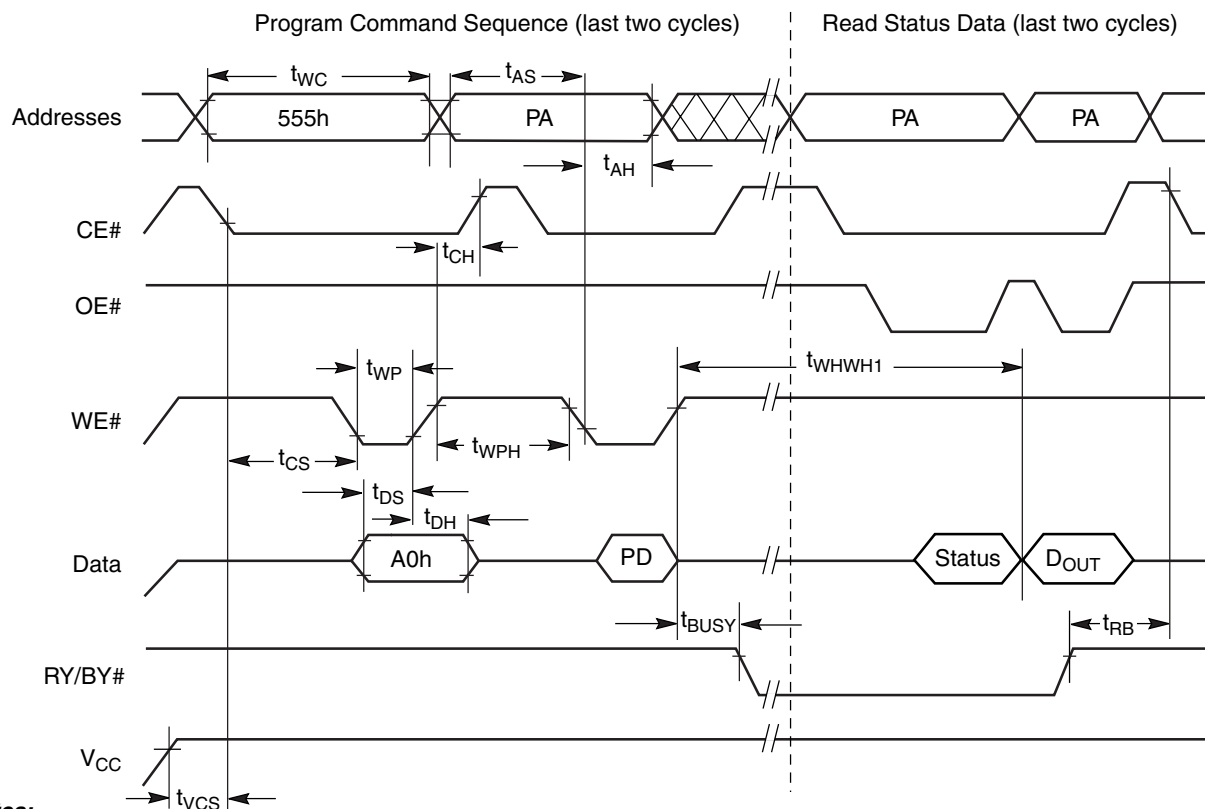 Program Command Sequence (last two cycles)
Read Status Data (last two cycles)
tWC
tAS
Addresses
555h
PA
PA
PA
tAH
CE#
tCH
OE#
tWP
tWHWH1
WE#
tCS
tWPH
tDS
tDH
Data
A0h
PD
Status
DOUT
tBUSY
tRB
RY/BY#
VCC
tVCS